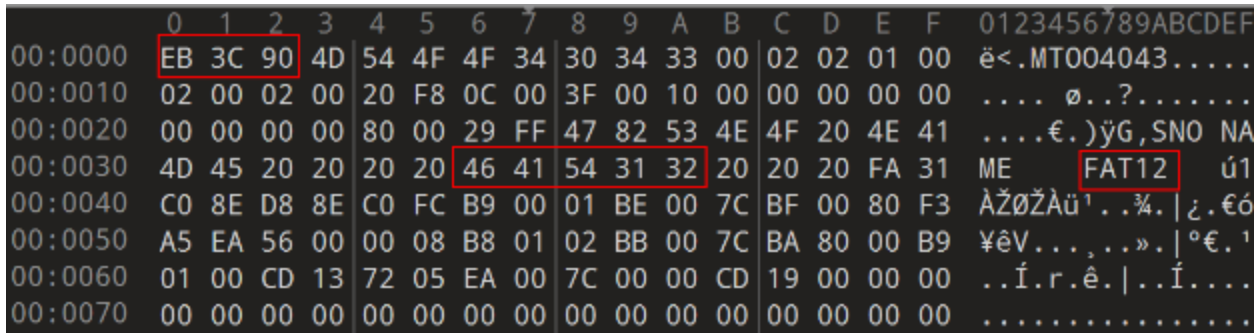 0 1 2 3 4 5 6 7 8 9 A B C D E F 0123456789ABCDEF
00:0000 EB 3C 90 4D 54 4F 4F 34 30 34 33 00 02 02 01 00 ë<.MTOO4043.....
00:0010 02 00 02 00 20 F8 0C 00 3F 00 10 00 00 00 00 00 .... ø..?.......
00:0020 00 00 00 00 80 00 29 FF 47 82 53 4E 4F 20 4E 41 ....€.)ÿG‚SNO NA
00:0030 4D 45 20 20 20 20 46 41 54 31 32 20 20 20 FA 31 ME    FAT12   ú1
00:0040 C0 8E D8 8E C0 FC B9 00 01 BE 00 7C BF 00 80 F3 ÀŽØŽÀü¹..¾.|¿.€ó
00:0050 A5 EA 56 00 00 08 B8 01 02 BB 00 7C BA 80 00 B9 ¥êV...¸..».|º€.¹
00:0060 01 00 CD 13 72 05 EA 00 7C 00 00 CD 19 00 00 00 ..Í.r.ê.|..Í....
00:0070 00 00 00 00 00 00 00 00 00 00 00 00 00 00 00 00 ................